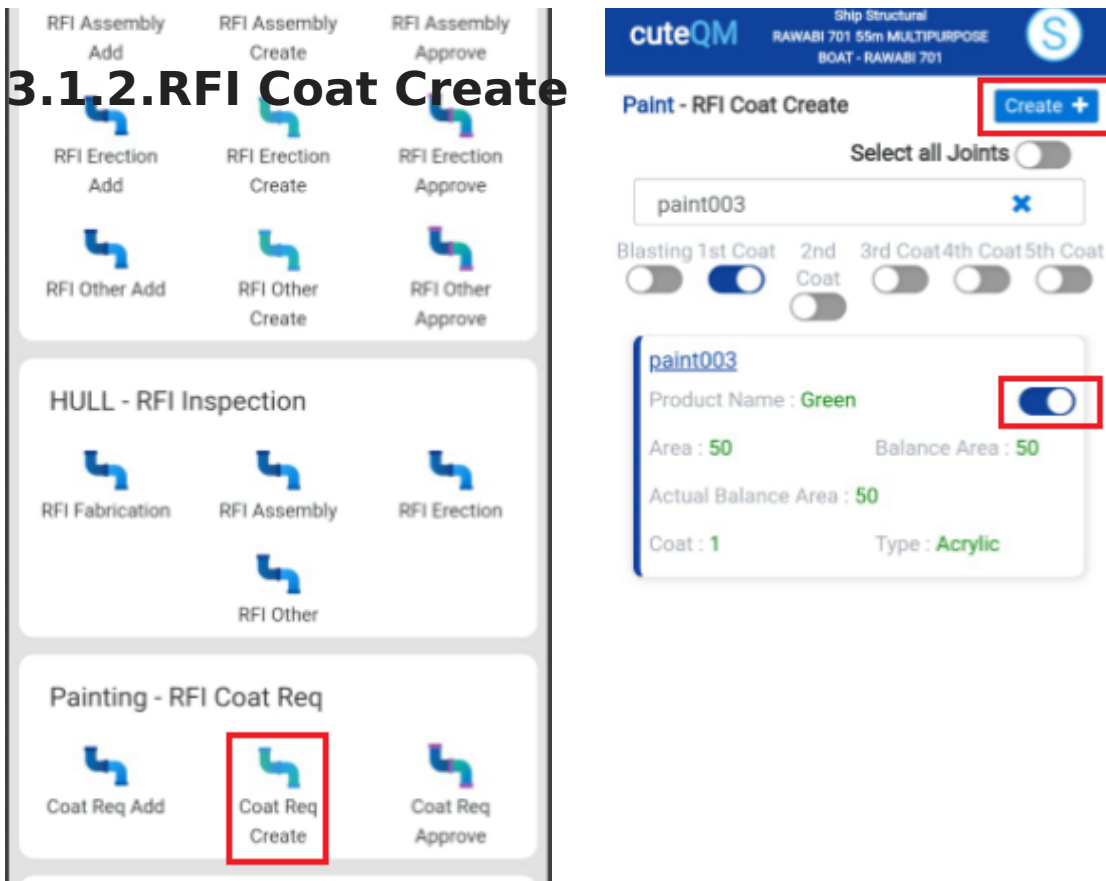 RFI Assembly
Add
RFI Assembly
Create
RFI Assembly
Approve
3.1.2.RFI Coat Create
RFI Erection
Add
RFI Erection
Create
RFI Erection
Approve
RFI Other Add
RFI Other
Create
RFI Other
Approve
HULL - RFI Inspection
RFI Fabrication
RFI Assembly
RFI Erection
RFI Other
Painting - RFI Coat Req
Coat Req Add
Coat Req
Create
Coat Req
Approve
cuteQM
Ship Structural
RAWABI 701 55m MULTIPURPOSE
BOAT - RAWABI 701
S
Paint - RFI Coat Create
Create +
Select all Joints
paint003
Blasting
1st Coat
2nd
Coat
3rd Coat
4th Coat
5th Coat
paint003
Product Name : Green
Area : 50
Balance Area : 50
Actual Balance Area : 50
Coat : 1
Type : Acrylic